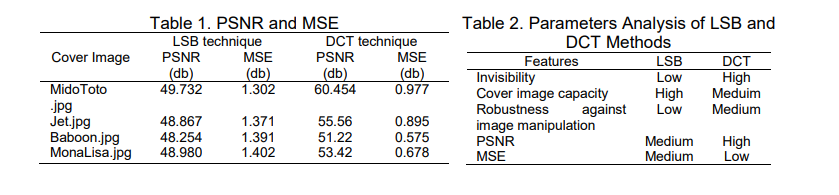 Table 1. PSNR and MSE
LSB technique DCT technique
Cover Image PSNR MSE PSNR MSE
(db) (db) (db) (db)
MidoToto 49.732 1.302 60.454 0.977
.jpg
Jet.jpg 48.867 1.371 55.56 0.895
Baboon.jpg 48.254 1.391 51.22 0.575
MonaLisa.jpg 48.980 1.402 53.42 0.678
Table 2. Parameters Analysis of LSB and
DCT Methods
Features LSB DCT
Invisibility Low High
Cover image capacity High Meduim
Robustness against Low Medium
image manipulation
PSNR Medium High
MSE Medium Low